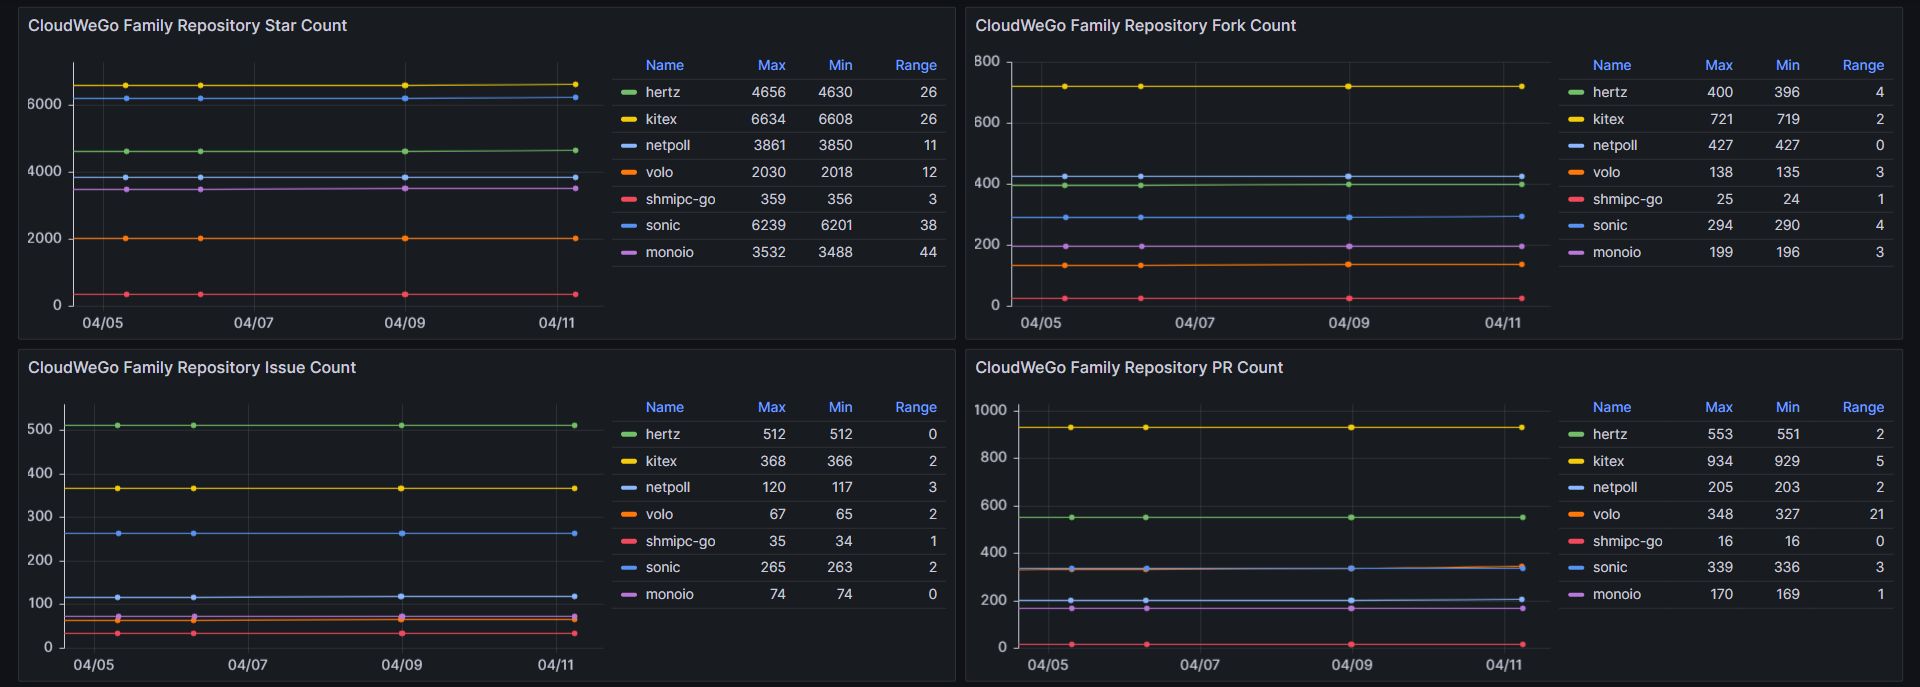 CloudWeGo Family Repository Star Count
6000
4000
2000
0
04/05 04/07 04/09 04/11
Name Max Min Range
hertz 4656 4630 26
kitex 6634 6608 26
netpoll 3861 3850 11
volo 2030 2018 12
shmipc-go 359 356 3
sonic 6239 6201 38
monoio 3532 3488 44
CloudWeGo Family Repository Fork Count
800
600
400
200
0
04/05 04/07 04/09 04/11
Name Max Min Range
hertz 400 396 4
kitex 721 719 2
netpoll 427 427 0
volo 138 135 3
shmipc-go 25 24 1
sonic 294 290 4
monoio 199 196 3
CloudWeGo Family Repository Issue Count
500
400
300
200
100
0
04/05 04/07 04/09 04/11
Name Max Min Range
hertz 512 512 0
kitex 368 366 2
netpoll 120 117 3
volo 67 65 2
shmipc-go 35 34 1
sonic 265 263 2
monoio 74 74 0
CloudWeGo Family Repository PR Count
1000
800
600
400
200
0
04/05 04/07 04/09 04/11
Name Max Min Range
hertz 553 551 2
kitex 934 929 5
netpoll 205 203 2
volo 348 327 21
shmipc-go 16 16 0
sonic 339 336 3
monoio 170 169 1